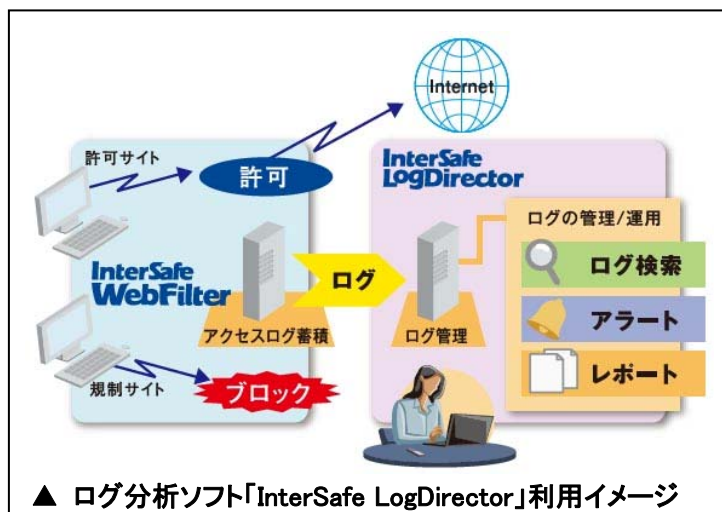 Internet
許可サイト
許可
InterSafe
WebFilter
アクセスログ蓄積
規制サイト
ブロック
ログ
InterSafe
LogDirector
ログ管理
ログの管理/運用
ログ検索
アラート
レポート
▲ ログ分析ソフト「InterSafe LogDirector」利用イメージ